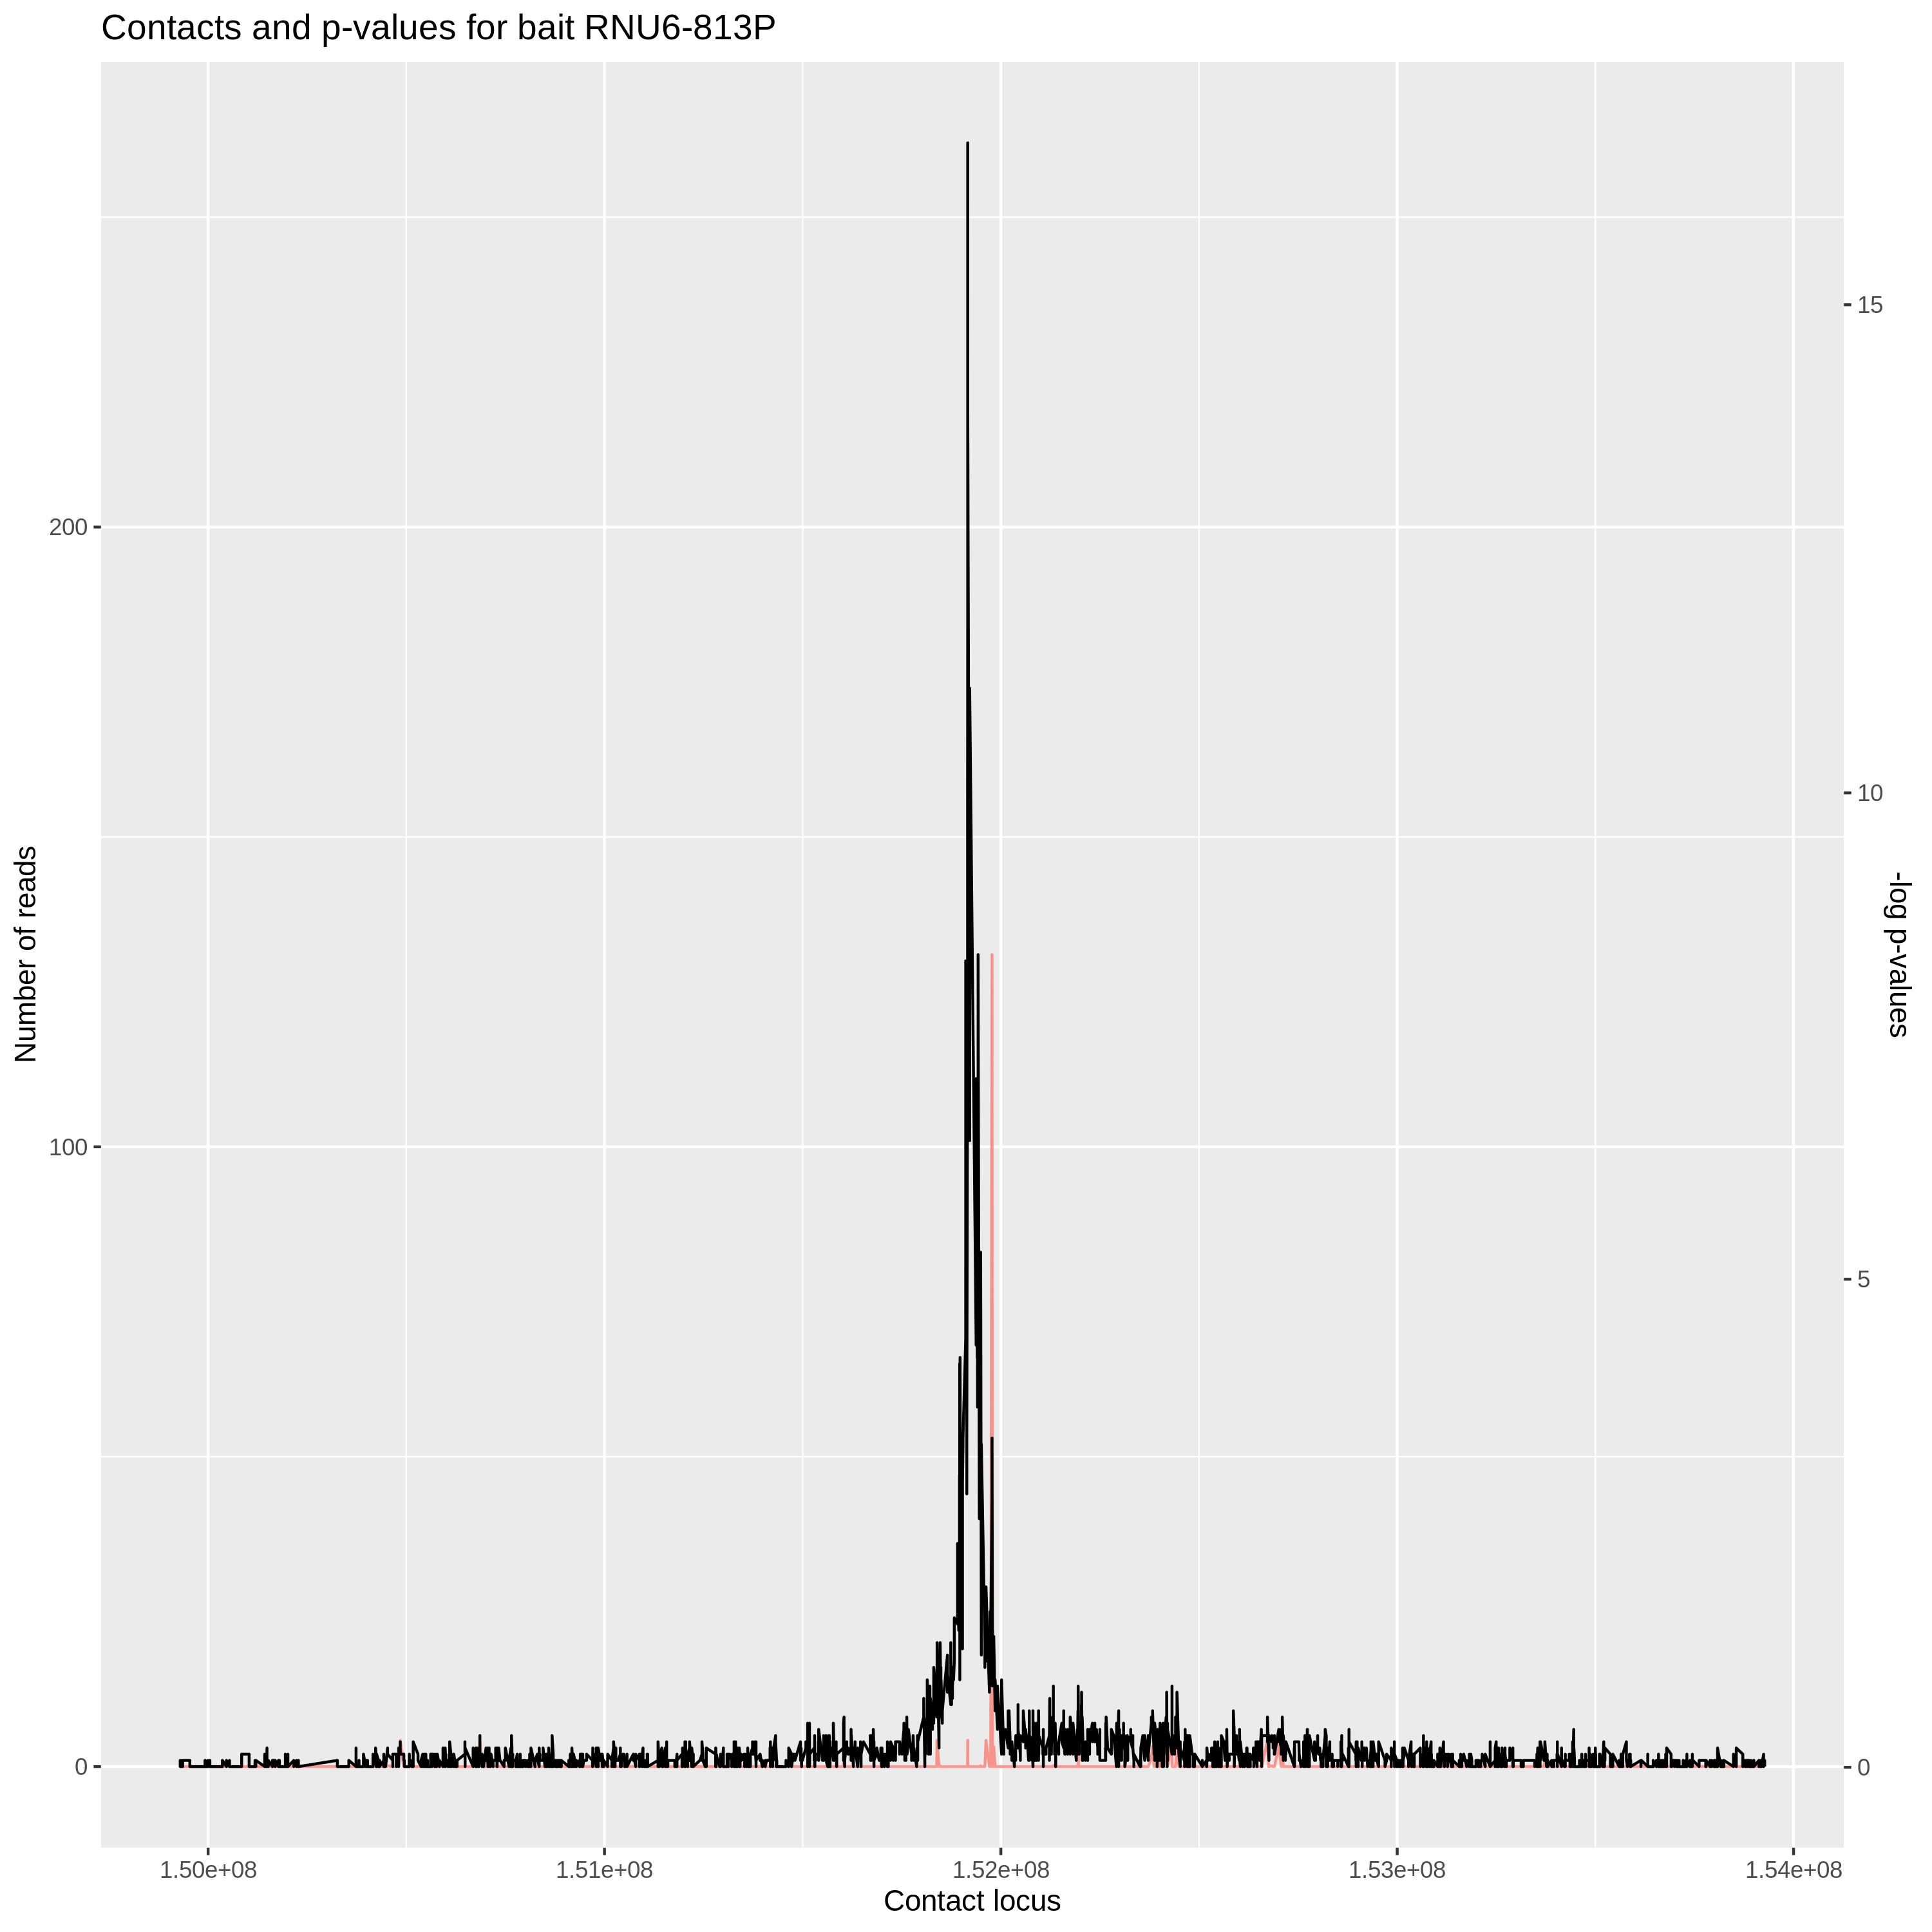 Contacts and p-values for bait RNU6-813P
200
100
0
Number of reads
15
10
5
0
-log p-values
1.50e+08
1.51e+08
1.52e+08
1.53e+08
1.54e+08
Contact locus